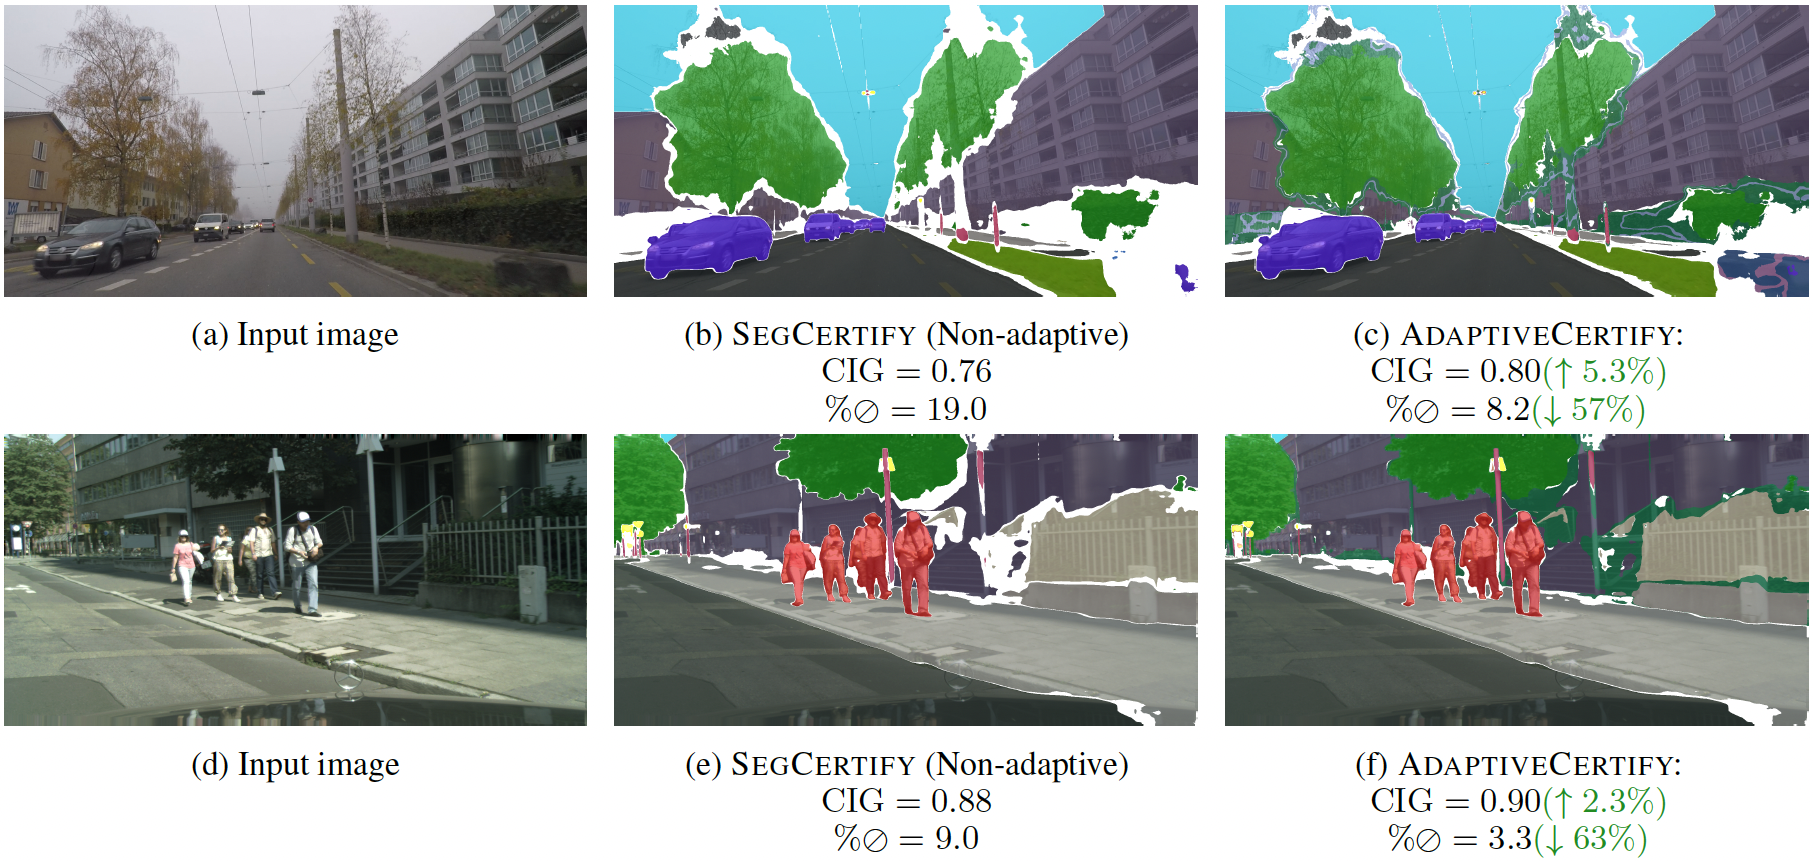 (a) Input image
(b) SEGCERTIFY (Non-adaptive)
CIG = 0.76
%⊘ = 19.0
(c) ADAPTIVECERTIFY:
CIG = 0.80(↑ 5.3%)
%⊘ = 8.2(↓ 57%)
(d) Input image
(e) SEGCERTIFY (Non-adaptive)
CIG = 0.88
%⊘ = 9.0
(f) ADAPTIVECERTIFY:
CIG = 0.90(↑ 2.3%)
%⊘ = 3.3(↓ 63%)